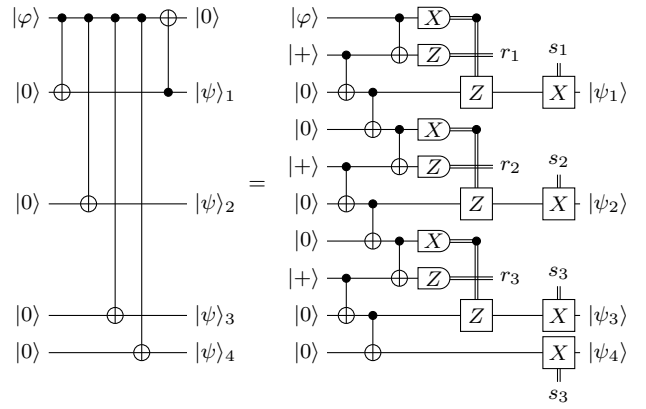 |φ⟩ |0⟩ |φ⟩ X
|+⟩ Z r₁ s₁
|0⟩ |ψ⟩₁ |0⟩ Z X |ψ₁⟩
|0⟩ X
|+⟩ Z r₂ s₂
|0⟩ |ψ⟩₂ = |0⟩ Z X |ψ₂⟩
|0⟩ X
|+⟩ Z r₃ s₃
|0⟩ |ψ⟩₃ |0⟩ Z X |ψ₃⟩
|0⟩ |ψ⟩₄ |0⟩ X |ψ₄⟩
s₃